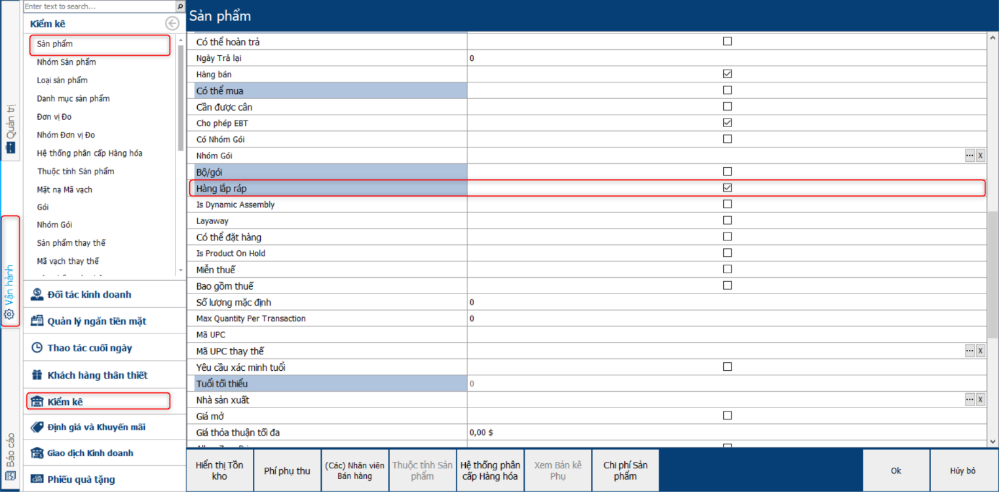 Quản trị
Vận hành
Báo cáo
Enter text to search...
Kiểm kê
Sản phẩm
Nhóm Sản phẩm
Loại sản phẩm
Danh mục sản phẩm
Đơn vị Đo
Nhóm Đơn vị Đo
Hệ thống phân cấp Hàng hóa
Thuộc tính Sản phẩm
Mặt nạ Mã vạch
Gói
Nhóm Gói
Sản phẩm thay thế
Mã vạch thay thế
Đối tác kinh doanh
Quản lý ngăn tiền mặt
Thao tác cuối ngày
Khách hàng thân thiết
Kiểm kê
Định giá và Khuyến mãi
Giao dịch Kinh doanh
Phiếu quà tặng
Sản phẩm
Có thể hoàn trả
Ngày Trả lại 0
Hàng bán
Có thể mua
Cần được cân
Cho phép EBT
Có Nhóm Gói
Nhóm Gói ... X
Bộ/gói
Hàng lắp ráp
Is Dynamic Assembly
Layaway
Có thể đặt hàng
Is Product On Hold
Miễn thuế
Bao gồm thuế
Số lượng mặc định 0
Max Quantity Per Transaction 0
Mã UPC
Mã UPC thay thế ... X
Yêu cầu xác minh tuổi
Tuổi tối thiểu 0
Nhà sản xuất ... X
Giá mở
Giá thỏa thuận tối đa 0,00 $
Hiển thị Tồn
kho
Phí phụ thu
(Các) Nhân viên
Bán hàng
Thuộc tính Sản
phẩm
Hệ thống phân
cấp Hàng hóa
Xem Bản kê
Phụ
Chi phí Sản
phẩm
Ok
Hủy bỏ